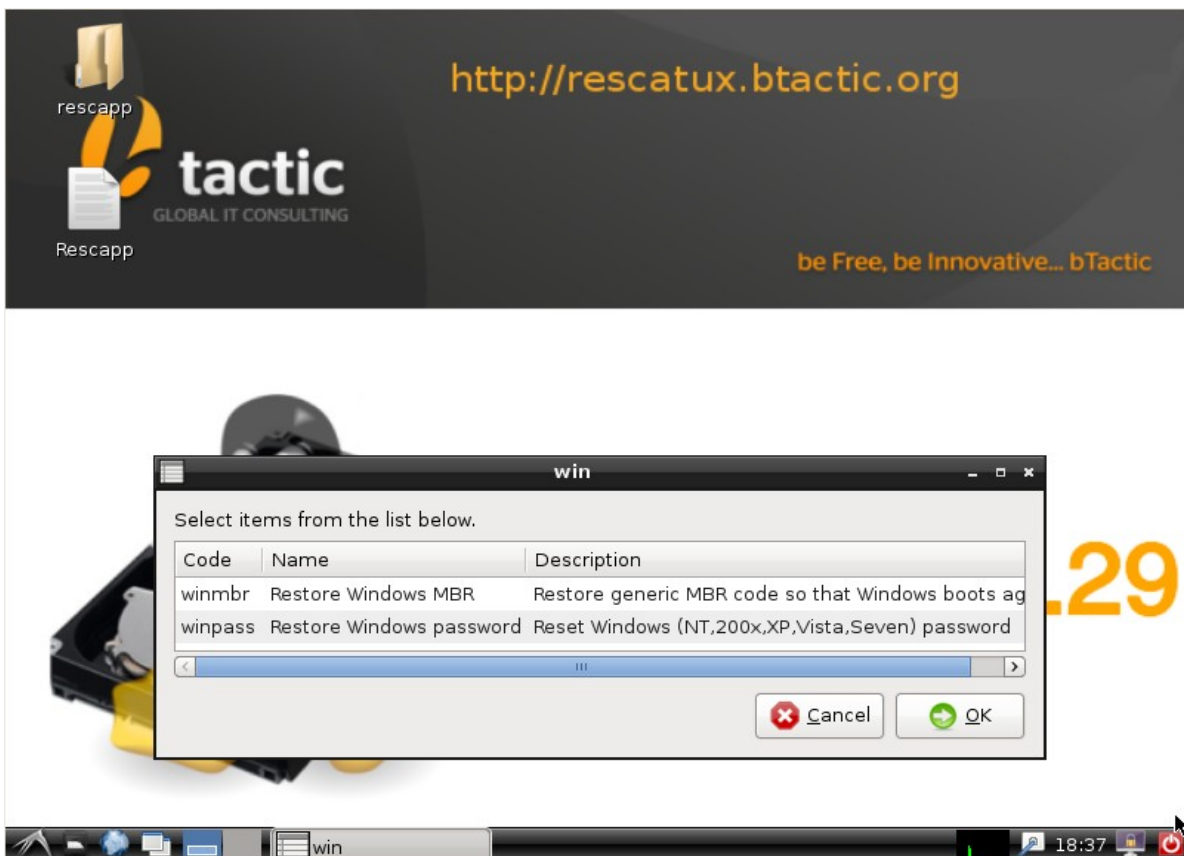 http://rescatux.btactic.org
rescapp
tactic
GLOBAL IT CONSULTING
Rescapp
be Free, be Innovative... bTactic
win
Select items from the list below.
Code Name Description
winmbr Restore Windows MBR Restore generic MBR code so that Windows boots ag
winpass Restore Windows password Reset Windows (NT,200x,XP,Vista,Seven) password
.29
Cancel OK
win 18:37